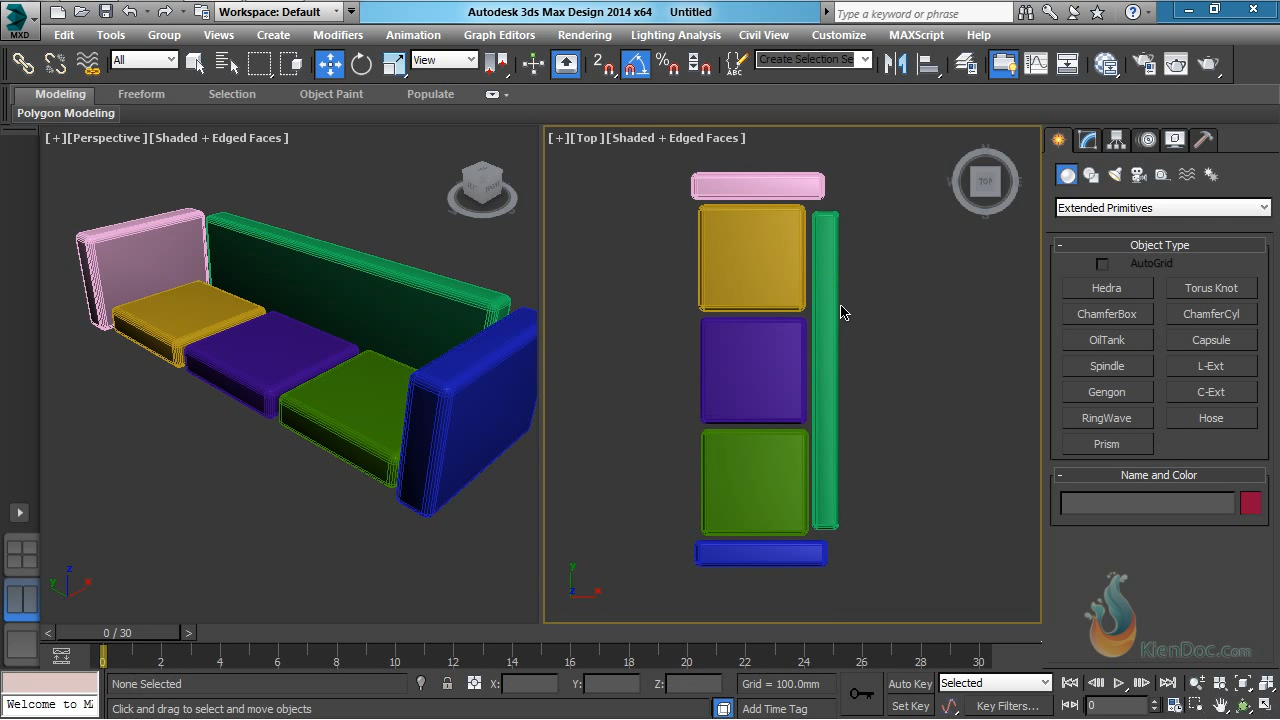 MXD
Workspace: Default
Autodesk 3ds Max Design 2014 x64 Untitled
Type a keyword or phrase
Edit Tools Group Views Create Modifiers Animation Graph Editors Rendering Lighting Analysis Civil View Customize MAXScript Help
All
View
2
%
ABC
Create Selection Se
Modeling Freeform Selection Object Paint Populate
Polygon Modeling
[+][Perspective][Shaded + Edged Faces]
[+][Top][Shaded + Edged Faces]
TOP
Extended Primitives
- Object Type
AutoGrid
Hedra Torus Knot
ChamferBox ChamferCyl
OilTank Capsule
Spindle L-Ext
Gengon C-Ext
RingWave Hose
Prism
- Name and Color
z
y x
y
z x
KienDoc.com
< 0 / 30 >
0 2 4 6 8 10 12 14 16 18 20 22 24 26 28 30
None Selected X: Y: Z: Grid = 100.0mm Auto Key Selected
Welcome to MA Click and drag to select and move objects Add Time Tag Set Key Key Filters... 0